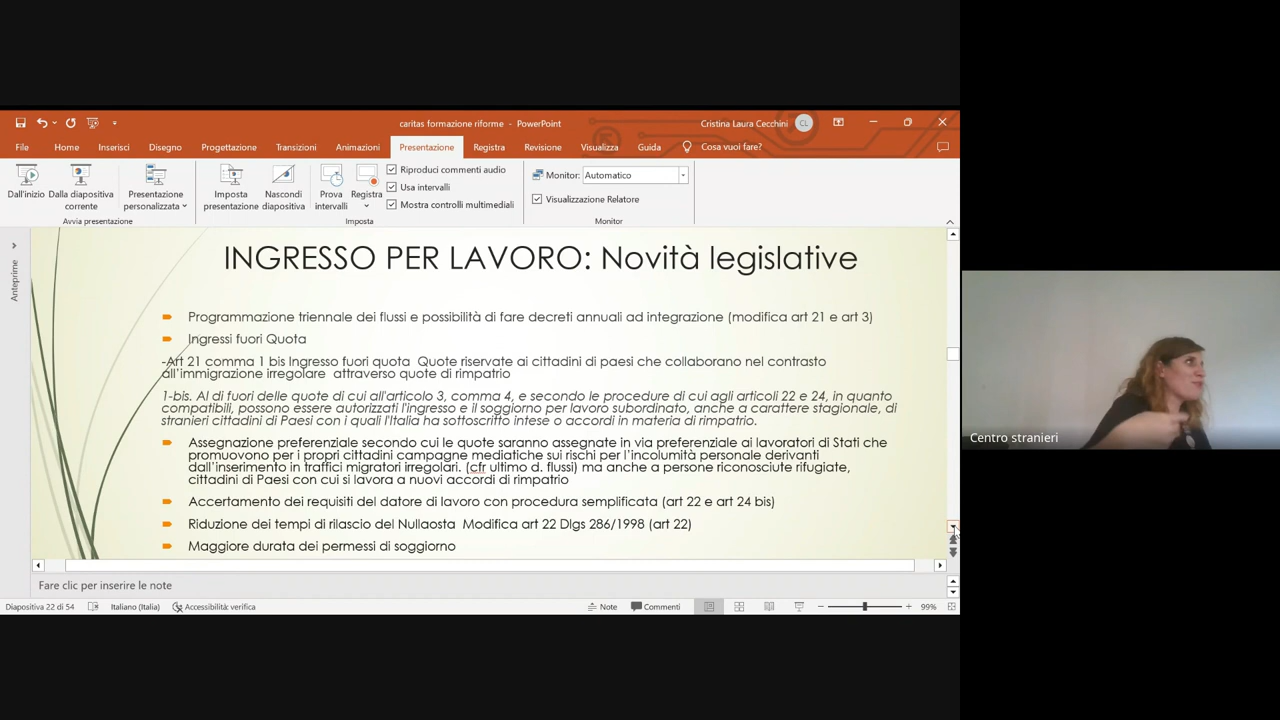 caritas formazione riforme - PowerPoint
Cristina Laura Cecchini CL
File Home Inserisci Disegno Progettazione Transizioni Animazioni Presentazione Registra Revisione Visualizza Guida Cosa vuoi fare?
Dall'inizio
Dalla diapositiva corrente
Presentazione personalizzata
Avvia presentazione
Imposta presentazione
Nascondi diapositiva
Prova intervalli
Registra
Riproduci commenti audio
Usa intervalli
Mostra controlli multimediali
Imposta
Monitor: Automatico
Visualizzazione Relatore
Monitor
Anteprime
INGRESSO PER LAVORO: Novità legislative
Programmazione triennale dei flussi e possibilità di fare decreti annuali ad integrazione (modifica art 21 e art 3)
Ingressi fuori Quota
-Art 21 comma 1 bis Ingresso fuori quota Quote riservate ai cittadini di paesi che collaborano nel contrasto
all'immigrazione irregolare attraverso quote di rimpatrio
1-bis. Al di fuori delle quote di cui all'articolo 3, comma 4, e secondo le procedure di cui agli articoli 22 e 24, in quanto
compatibili, possono essere autorizzati l'ingresso e il soggiorno per lavoro subordinato, anche a carattere stagionale, di
stranieri cittadini di Paesi con i quali l'Italia ha sottoscritto intese o accordi in materia di rimpatrio.
Assegnazione preferenziale secondo cui le quote saranno assegnate in via preferenziale ai lavoratori di Stati che
promuovono per i propri cittadini campagne mediatiche sui rischi per l'incolumità personale derivanti
dall'inserimento in traffici migratori irregolari. (cfr ultimo d. flussi) ma anche a persone riconosciute rifugiate,
cittadini di Paesi con cui si lavora a nuovi accordi di rimpatrio
Accertamento dei requisiti del datore di lavoro con procedura semplificata (art 22 e art 24 bis)
Riduzione dei tempi di rilascio del Nullaosta Modifica art 22 Dlgs 286/1998 (art 22)
Maggiore durata dei permessi di soggiorno
Fare clic per inserire le note
Diapositiva 22 di 54 Italiano (Italia) Accessibilità: verifica Note Commenti 99%
Centro stranieri